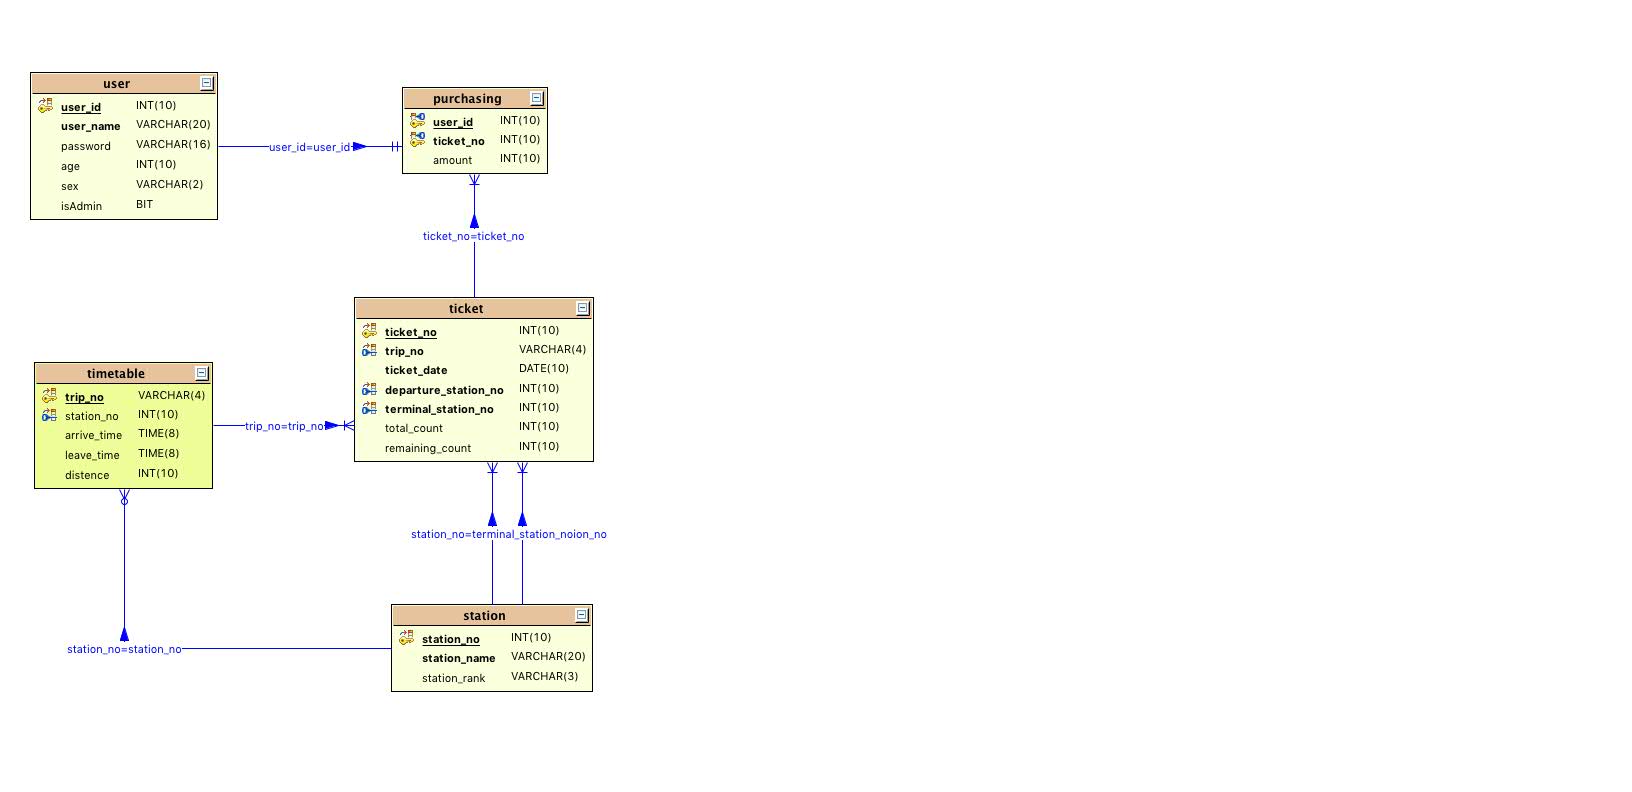 user
user_id INT(10)
user_name VARCHAR(20)
password VARCHAR(16)
age INT(10)
sex VARCHAR(2)
isAdmin BIT
user_id=user_id
purchasing
user_id INT(10)
ticket_no INT(10)
amount INT(10)
ticket_no=ticket_no
ticket
ticket_no INT(10)
trip_no VARCHAR(4)
ticket_date DATE(10)
departure_station_no INT(10)
terminal_station_no INT(10)
total_count INT(10)
remaining_count INT(10)
timetable
trip_no VARCHAR(4)
station_no INT(10)
arrive_time TIME(8)
leave_time TIME(8)
distence INT(10)
trip_no=trip_no
station_no=terminal_station_noion_no
station
station_no INT(10)
station_name VARCHAR(20)
station_rank VARCHAR(3)
station_no=station_no